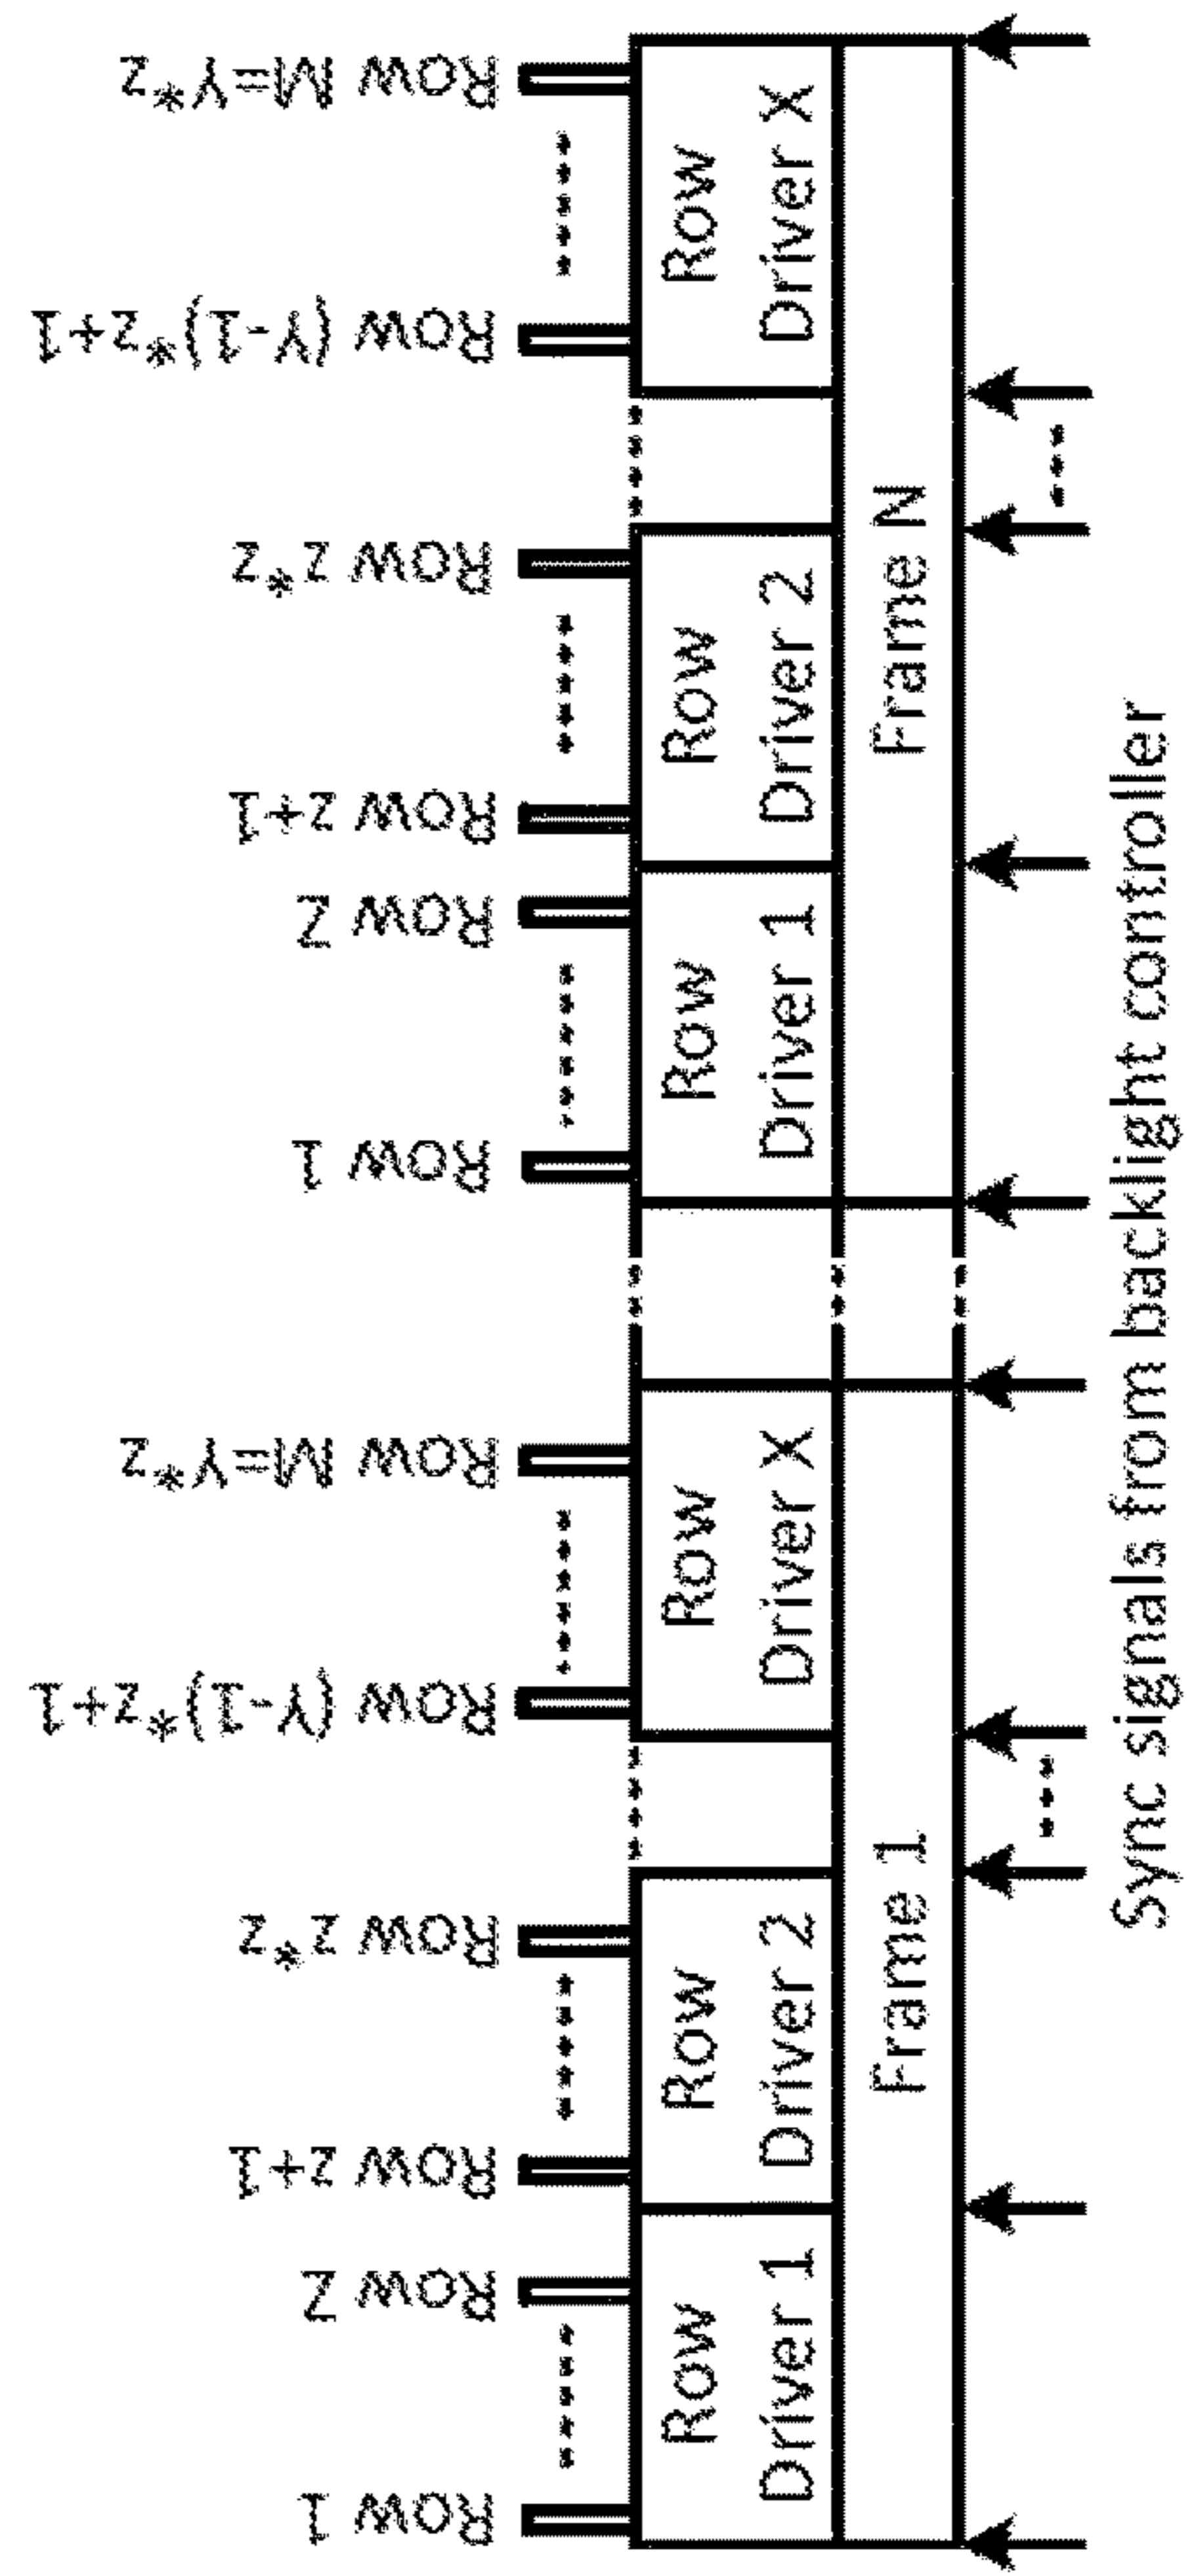 Row 1
Row Z
Row z+1
Row z*z
Row (Y-1)*z+1
Row M=Y*z
Row 1
Row Z
Row z+1
Row z*z
Row (Y-1)*z+1
Row M=Y*z
Row
Driver 1
Row
Driver 2
Row
Driver X
Row
Driver 1
Row
Driver 2
Row
Driver X
Frame 1
Frame N
Sync signals from backlight controller